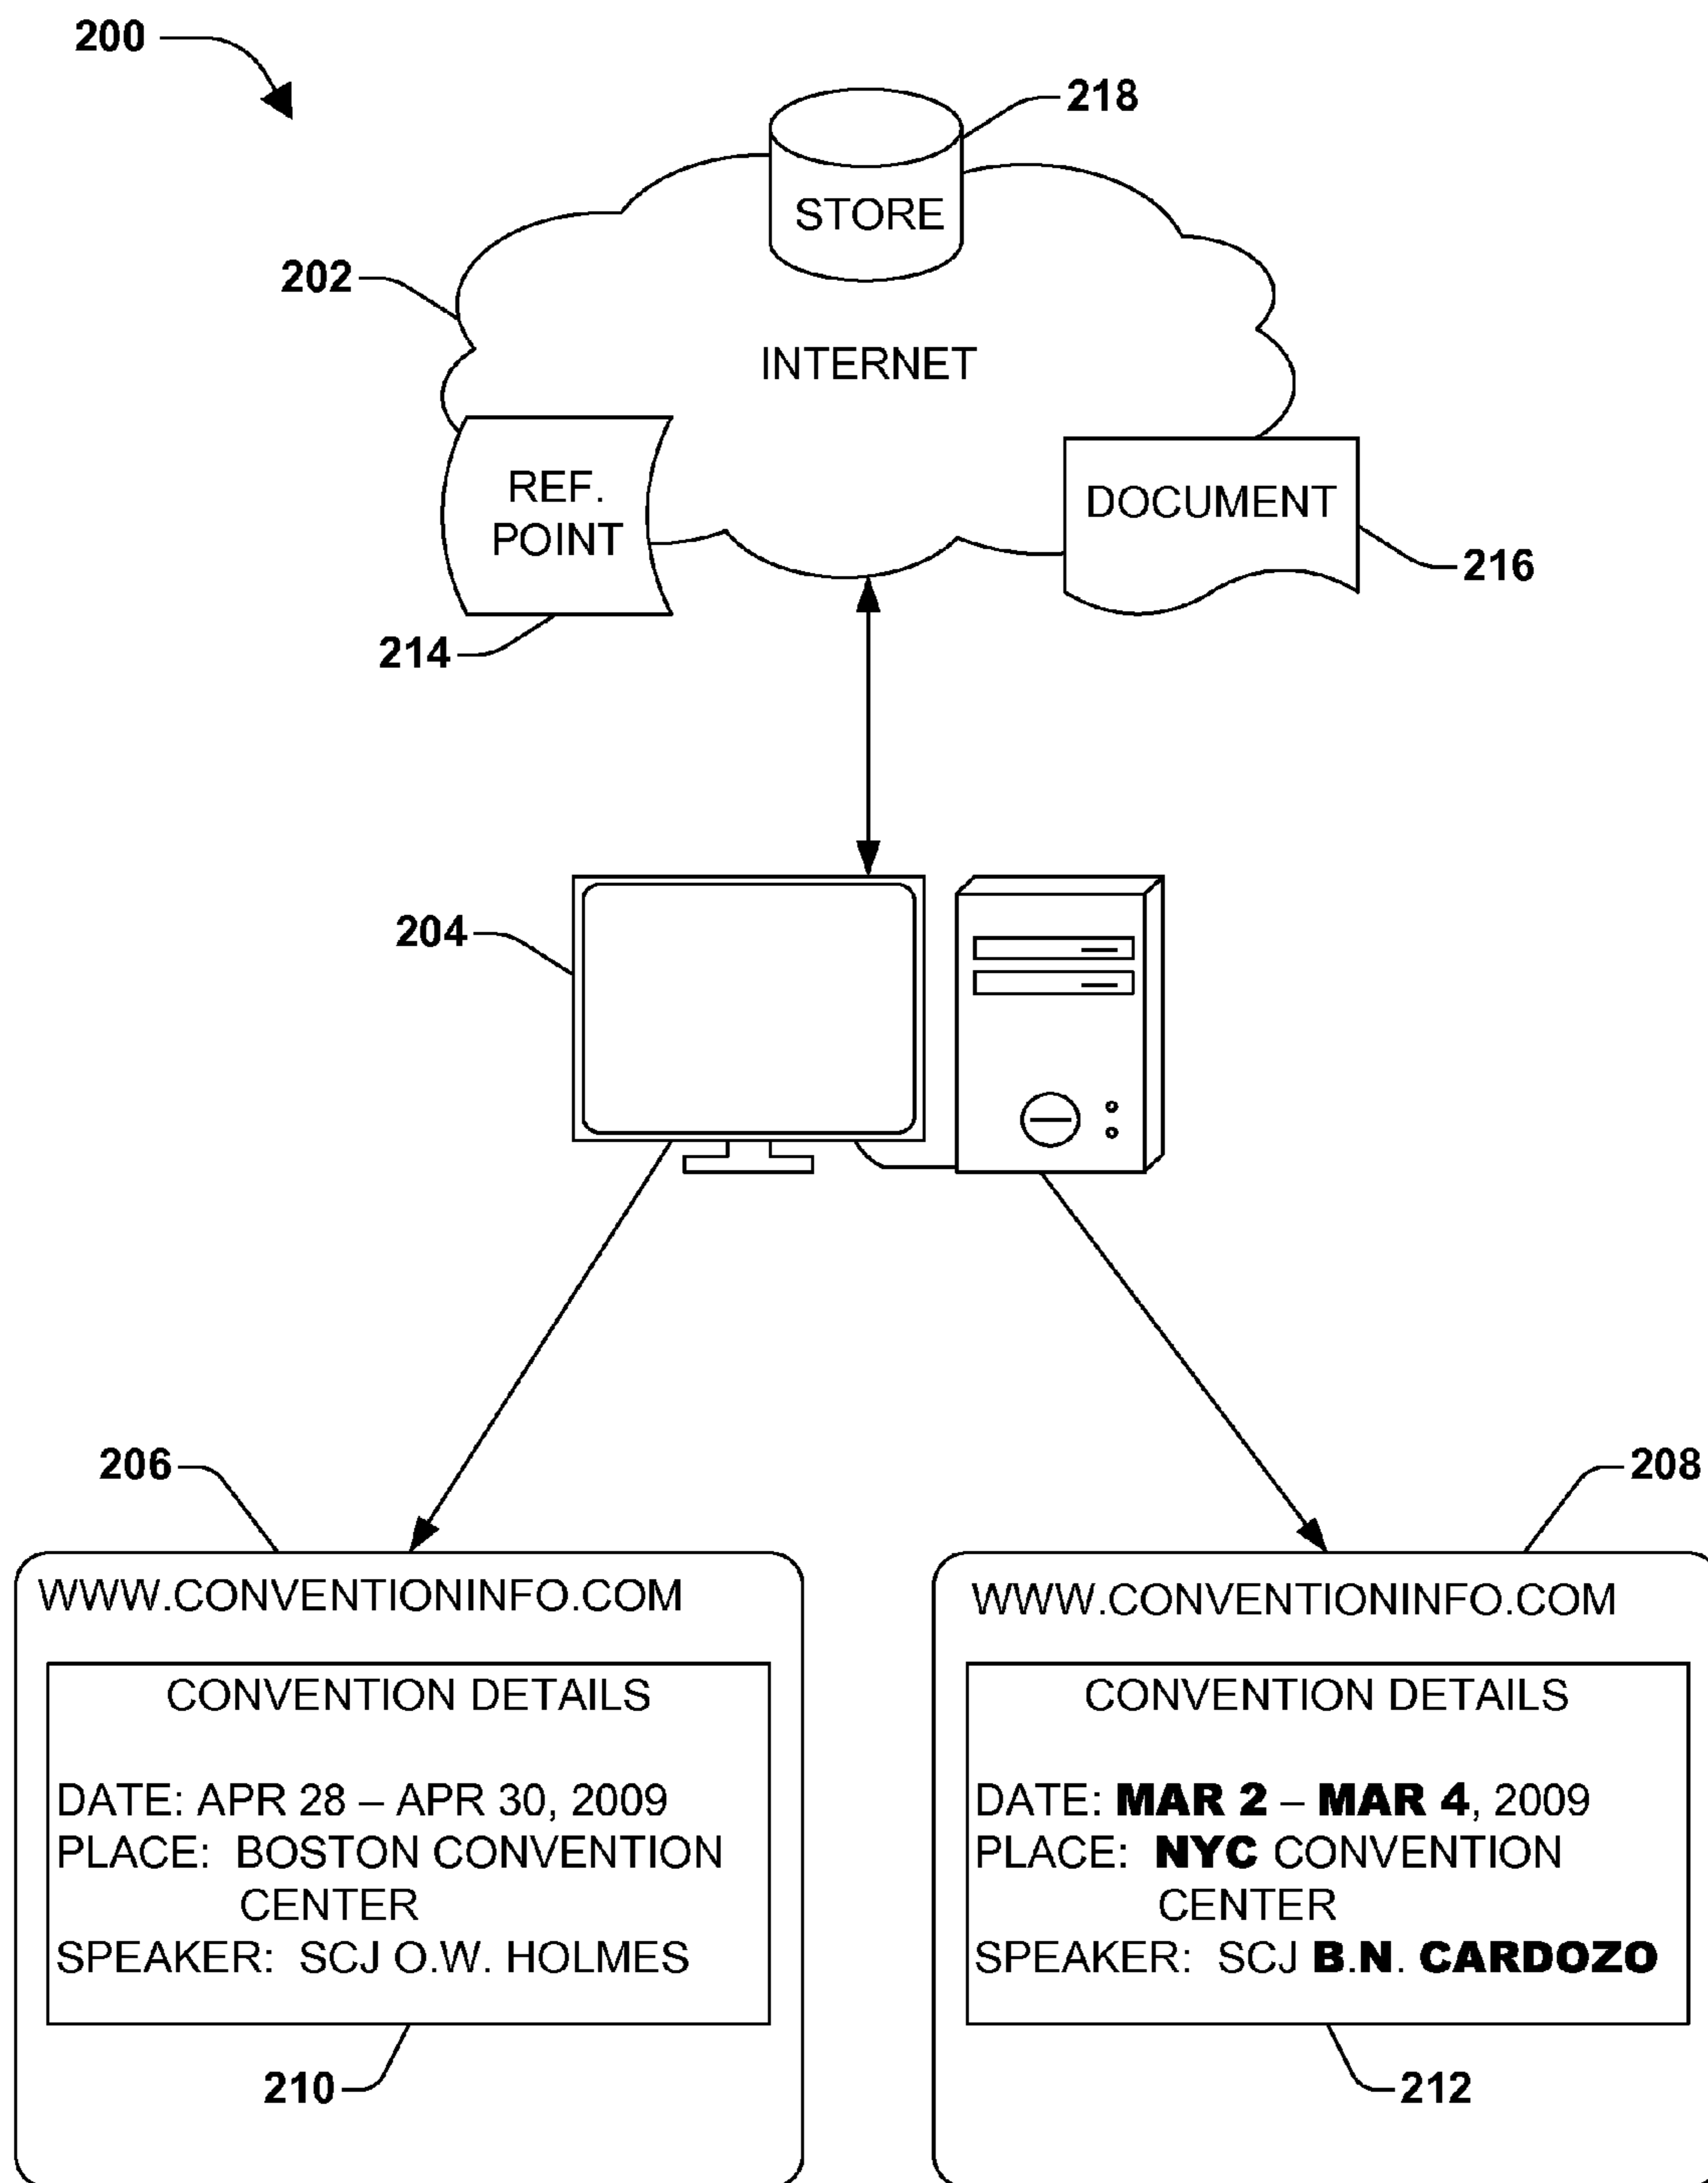 200
218
STORE
202
INTERNET
REF.
POINT
DOCUMENT
216
214
204
206
208
WWW.CONVENTIONINFO.COM
CONVENTION DETAILS
DATE: APR 28 – APR 30, 2009
PLACE: BOSTON CONVENTION
CENTER
SPEAKER: SCJ O.W. HOLMES
210
WWW.CONVENTIONINFO.COM
CONVENTION DETAILS
DATE: MAR 2 – MAR 4, 2009
PLACE: NYC CONVENTION
CENTER
SPEAKER: SCJ B.N. CARDOZO
212